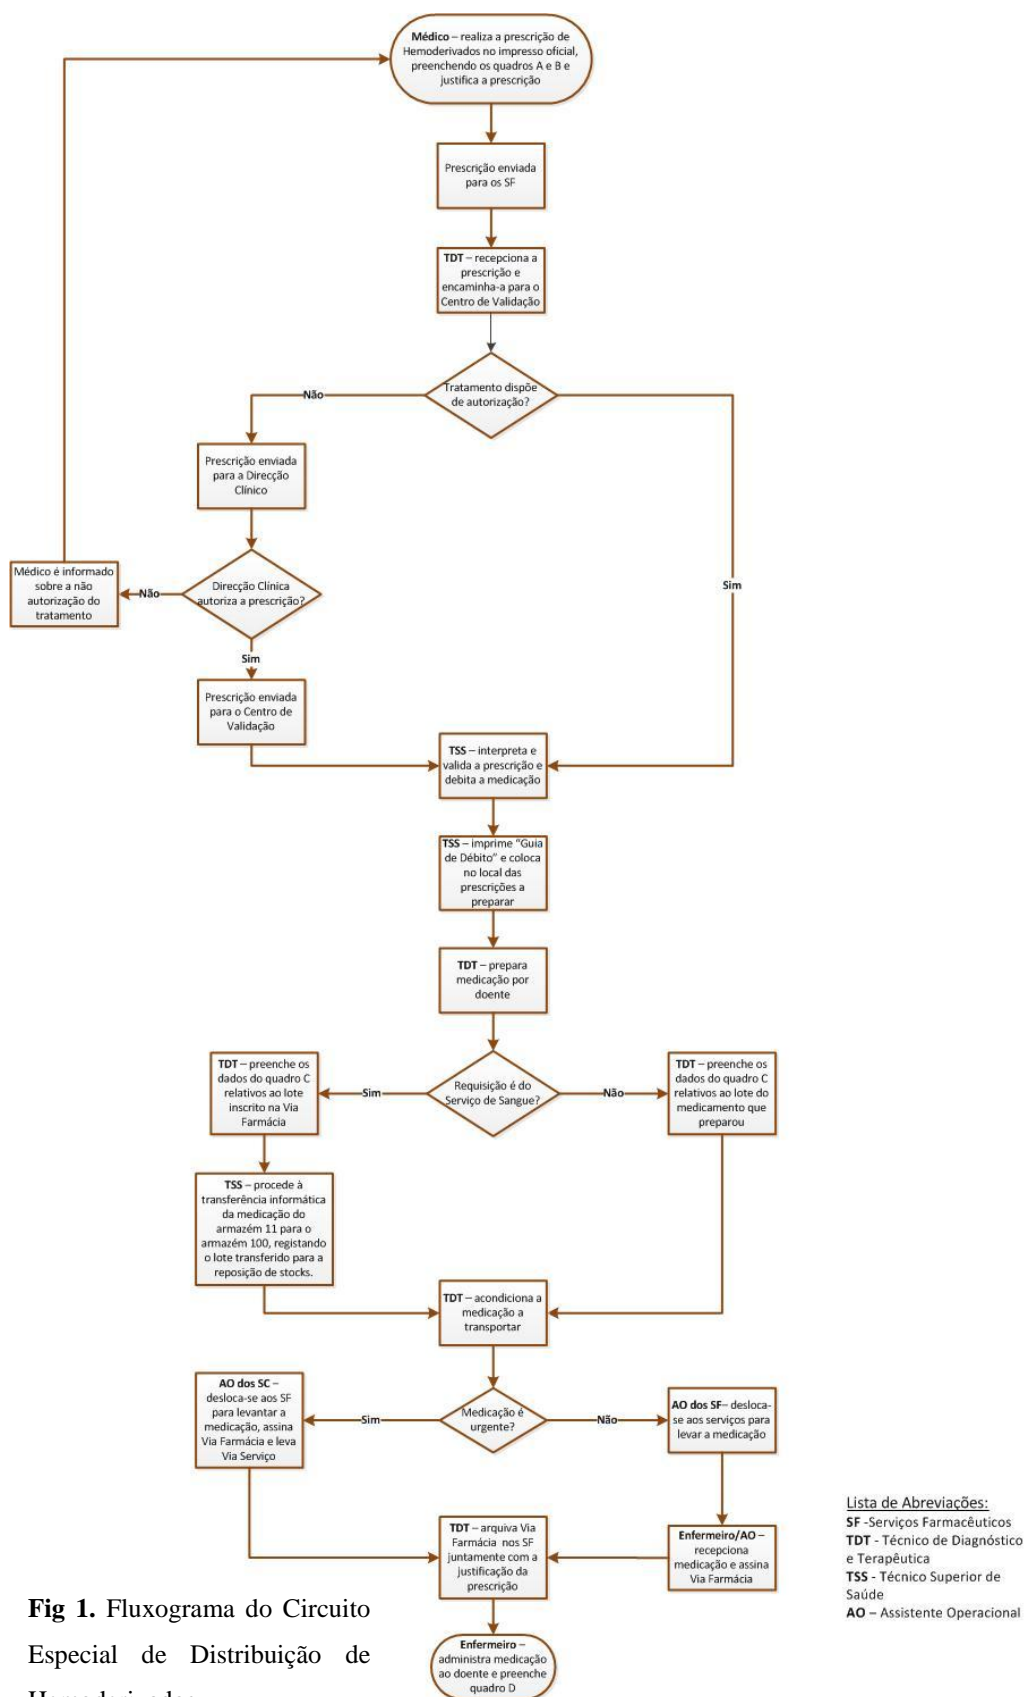 Médico – realiza a prescrição de
Hemoderivados no impresso oficial,
preenchendo os quadros A e B e
justifica a prescrição
Prescrição enviada
para os SF
TDT – recepciona a
prescrição e
encaminha-a para o
Centro de Validação
Tratamento dispõe
de autorização?
Não
Sim
Prescrição enviada
para a Direcção
Clínico
Direcção Clínica
autoriza a prescrição?
Não
Médico é informado
sobre a não
autorização do
tratamento
Sim
Prescrição enviada
para o Centro de
Validação
TSS – interpreta e
valida a prescrição e
debita a medicação
TSS – imprime “Guia
de Débito” e coloca
no local das
prescrições a
preparar
TDT – prepara
medicação por
doente
Requisição é do
Serviço de Sangue?
Sim
Não
TDT – preenche os
dados do quadro C
relativos ao lote
inscrito na Via
Farmácia
TDT – preenche os
dados do quadro C
relativos ao lote do
medicamento que
preparou
TSS – procede à
transferência informática
da medicação do
armazém 11 para o
armazém 100, registando
o lote transferido para a
reposição de stocks.
TDT – acondiciona a
medicação a
transportar
Medicação é
urgente?
Sim
Não
AO dos SC –
desloca-se aos SF
para levantar a
medicação, assina
Via Farmácia e leva
Via Serviço
AO dos SF– desloca-
se aos serviços para
levar a medicação
Enfermeiro/AO –
recepciona
medicação e assina
Via Farmácia
TDT – arquiva Via
Farmácia nos SF
juntamente com a
justificação da
prescrição
Enfermeiro –
administra medicação
ao doente e preenche
quadro D
Lista de Abreviações:
SF -Serviços Farmacêuticos
TDT - Técnico de Diagnóstico
e Terapêutica
TSS - Técnico Superior de
Saúde
AO – Assistente Operacional
Fig 1. Fluxograma do Circuito
Especial de Distribuição de